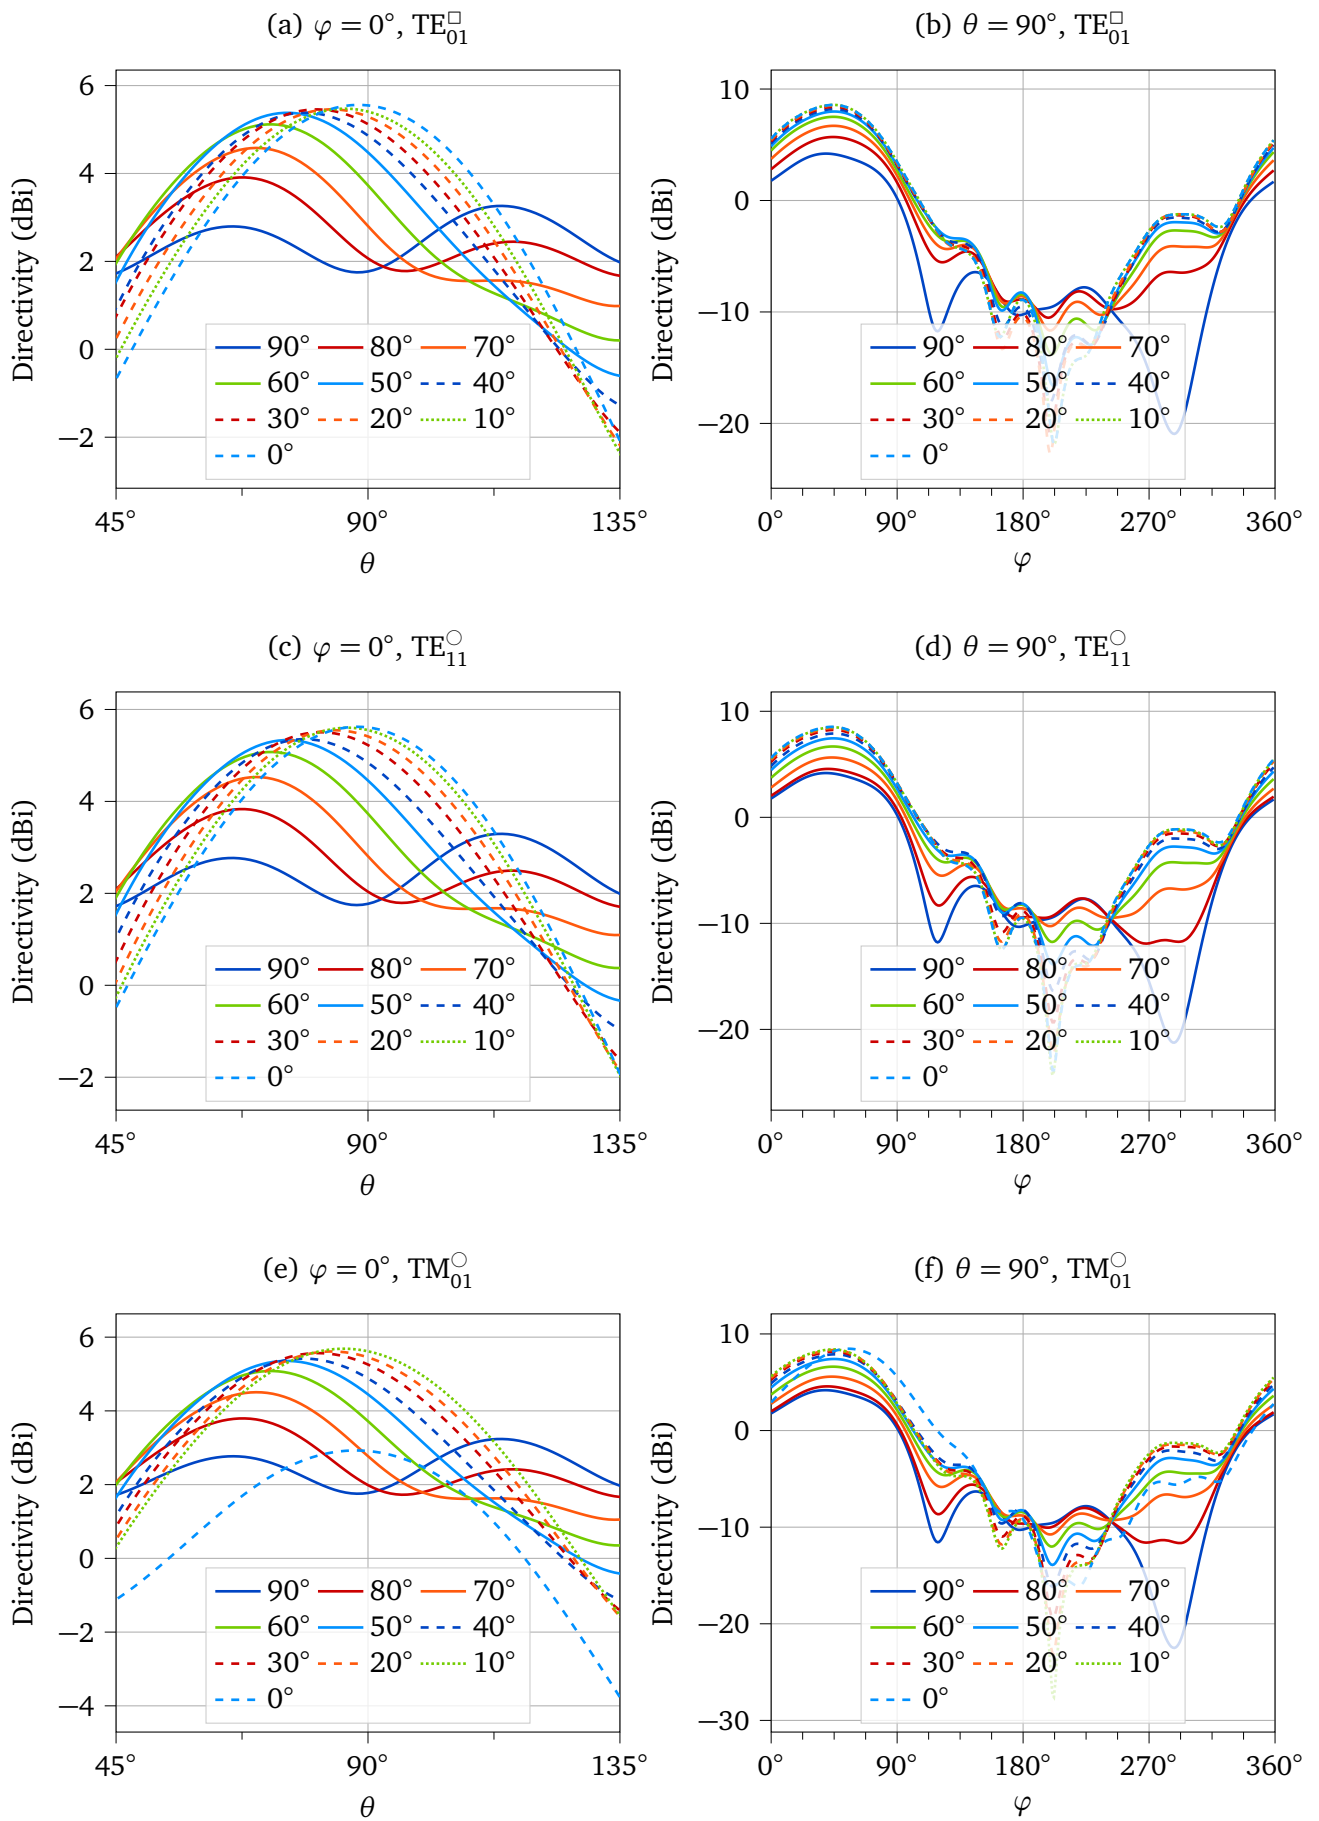 (a) φ = 0°, TE□01
(b) θ = 90°, TE□01
Directivity (dBi)
6
4
2
0
−2
90° 80° 70°
60° 50° 40°
30° 20° 10°
0°
45° 90° 135°
θ
Directivity (dBi)
10
0
−10
−20
90° 80° 70°
60° 50° 40°
30° 20° 10°
0°
0° 90° 180° 270° 360°
φ
(c) φ = 0°, TE○11
(d) θ = 90°, TE○11
Directivity (dBi)
6
4
2
0
−2
90° 80° 70°
60° 50° 40°
30° 20° 10°
0°
45° 90° 135°
θ
Directivity (dBi)
10
0
−10
−20
90° 80° 70°
60° 50° 40°
30° 20° 10°
0°
0° 90° 180° 270° 360°
φ
(e) φ = 0°, TM○01
(f) θ = 90°, TM○01
Directivity (dBi)
6
4
2
0
−2
−4
90° 80° 70°
60° 50° 40°
30° 20° 10°
0°
45° 90° 135°
θ
Directivity (dBi)
10
0
−10
−20
−30
90° 80° 70°
60° 50° 40°
30° 20° 10°
0°
0° 90° 180° 270° 360°
φ